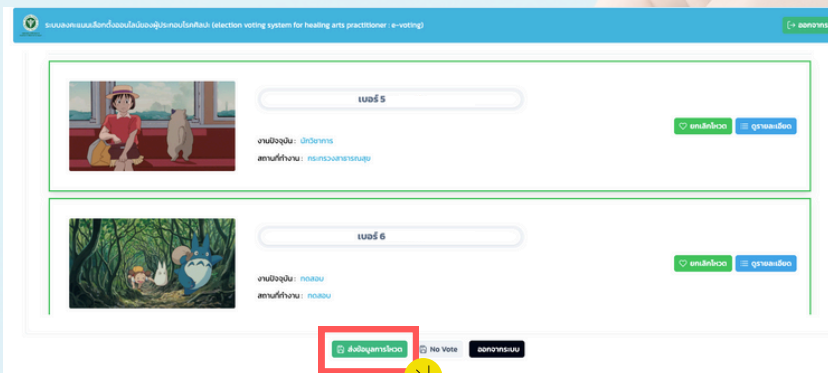 ระบบลงคะแนนเลือกตั้งออนไลน์ของผู้ประกอบโรคศิลปะ (election voting system for healing arts practitioner : e-voting)
ออกจากระ
เบอร์ 5
ยกเลิกโหวต ดูรายละเอียด
งานปัจจุบัน : นักวิชาการ
สถานที่ทำงาน : กระทรวงสาธารณสุข
เบอร์ 6
ยกเลิกโหวต ดูรายละเอียด
งานปัจจุบัน : ทดสอบ
สถานที่ทำงาน : ทดสอบ
ส่งข้อมูลการโหวต No Vote ออกจากระบบ